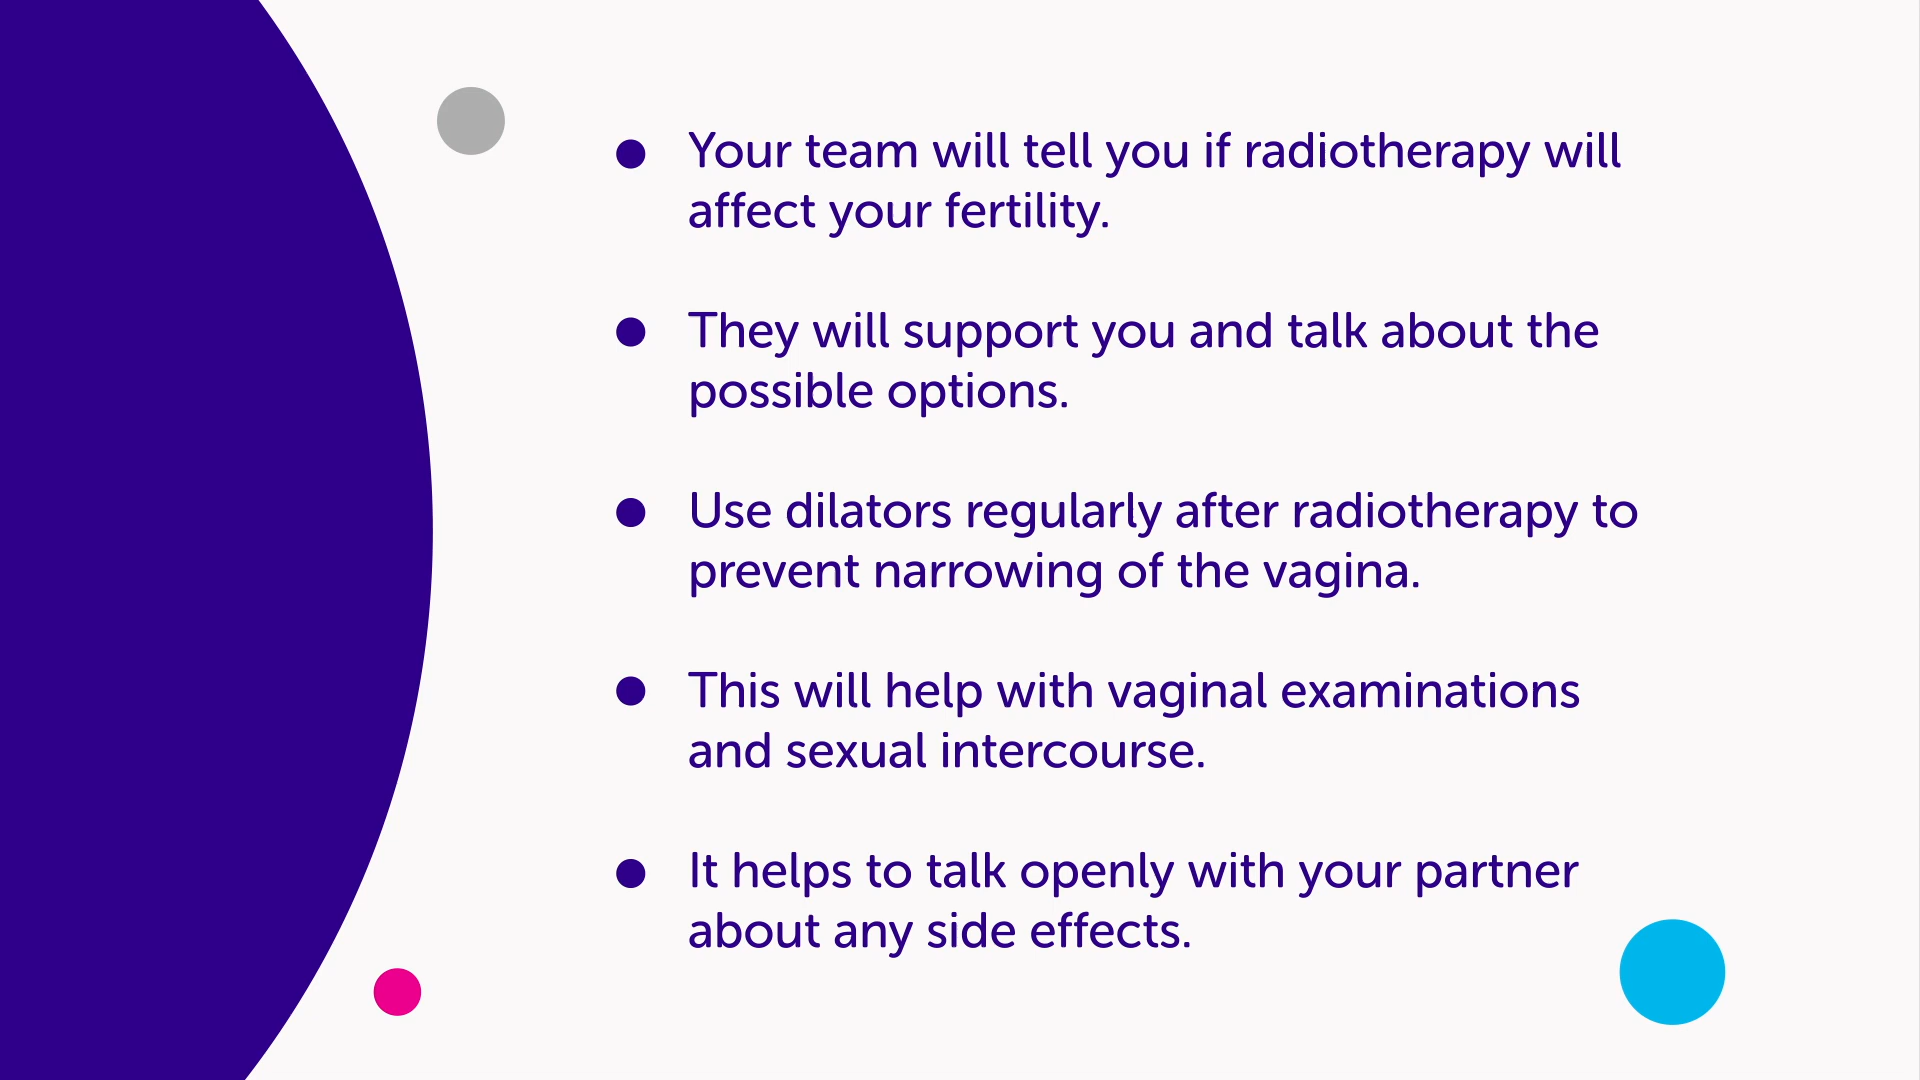 Your team will tell you if radiotherapy will
affect your fertility.
They will support you and talk about the
possible options.
Use dilators regularly after radiotherapy to
prevent narrowing of the vagina.
This will help with vaginal examinations
and sexual intercourse.
It helps to talk openly with your partner
about any side effects.